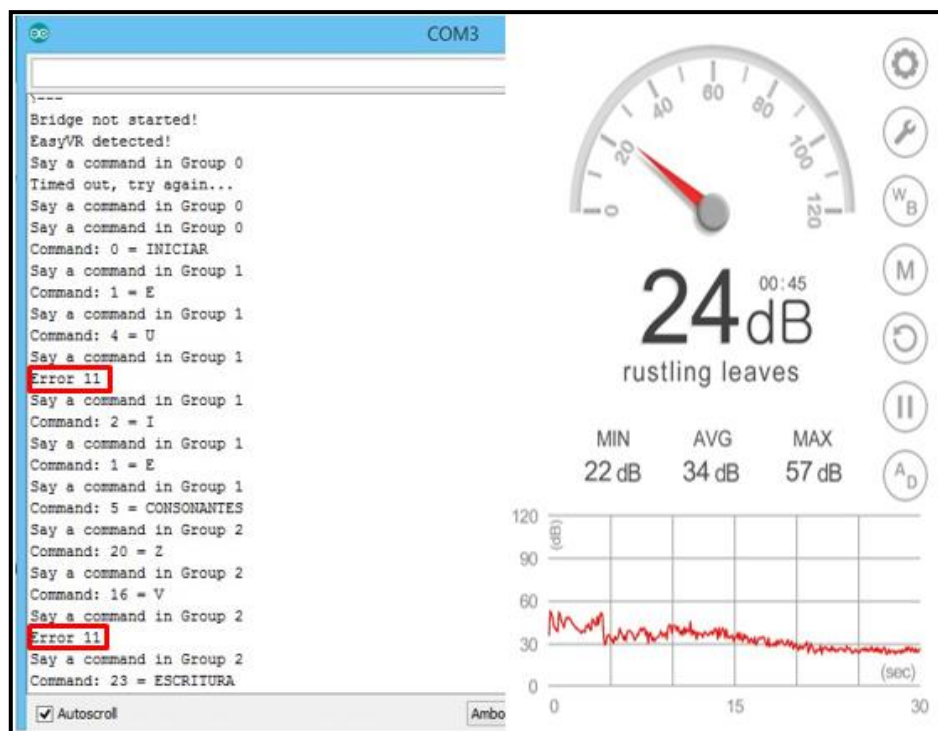 COM3
}---
Bridge not started!
EasyVR detected!
Say a command in Group 0
Timed out, try again...
Say a command in Group 0
Say a command in Group 0
Command: 0 = INICIAR
Say a command in Group 1
Command: 1 = E
Say a command in Group 1
Command: 4 = U
Say a command in Group 1
Error 11
Say a command in Group 1
Command: 2 = I
Say a command in Group 1
Command: 1 = E
Say a command in Group 1
Command: 5 = CONSONANTES
Say a command in Group 2
Command: 20 = Z
Say a command in Group 2
Command: 16 = V
Say a command in Group 2
Error 11
Say a command in Group 2
Command: 23 = ESCRITURA
Autoscroll
Ambo
0 20 40 60 80 100 120
W B
M
A D
00:45
24 dB
rustling leaves
MIN AVG MAX
22 dB 34 dB 57 dB
120
(dB)
90
60
30
0
(sec)
0 15 30